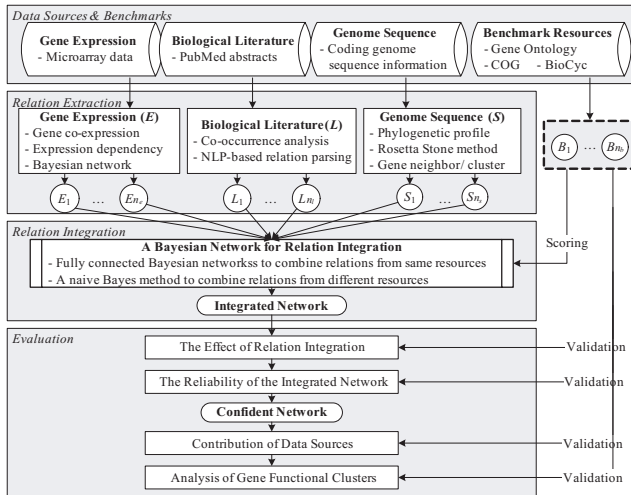 Data Sources & Benchmarks
Gene Expression
- Microarray data
Biological Literature
- PubMed abstracts
Genome Sequence
- Coding genome
sequence information
Benchmark Resources
- Gene Ontology
- COG - BioCyc
Relation Extraction
Gene Expression (E)
- Gene co-expression
- Expression dependency
- Bayesian network
Biological Literature (L)
- Co-occurrence analysis
- NLP-based relation parsing
Genome Sequence (S)
- Phylogenetic profile
- Rosetta Stone method
- Gene neighbor/ cluster
B1 ... Bnb
E1 ... Ene
L1 ... Lnl
S1 ... Sns
Relation Integration
Scoring
A Bayesian Network for Relation Integration
- Fully connected Bayesian networkss to combine relations from same resources
- A naive Bayes method to combine relations from different resources
Integrated Network
Evaluation
The Effect of Relation Integration
Validation
The Reliability of the Integrated Network
Validation
Confident Network
Contribution of Data Sources
Validation
Analysis of Gene Functional Clusters
Validation